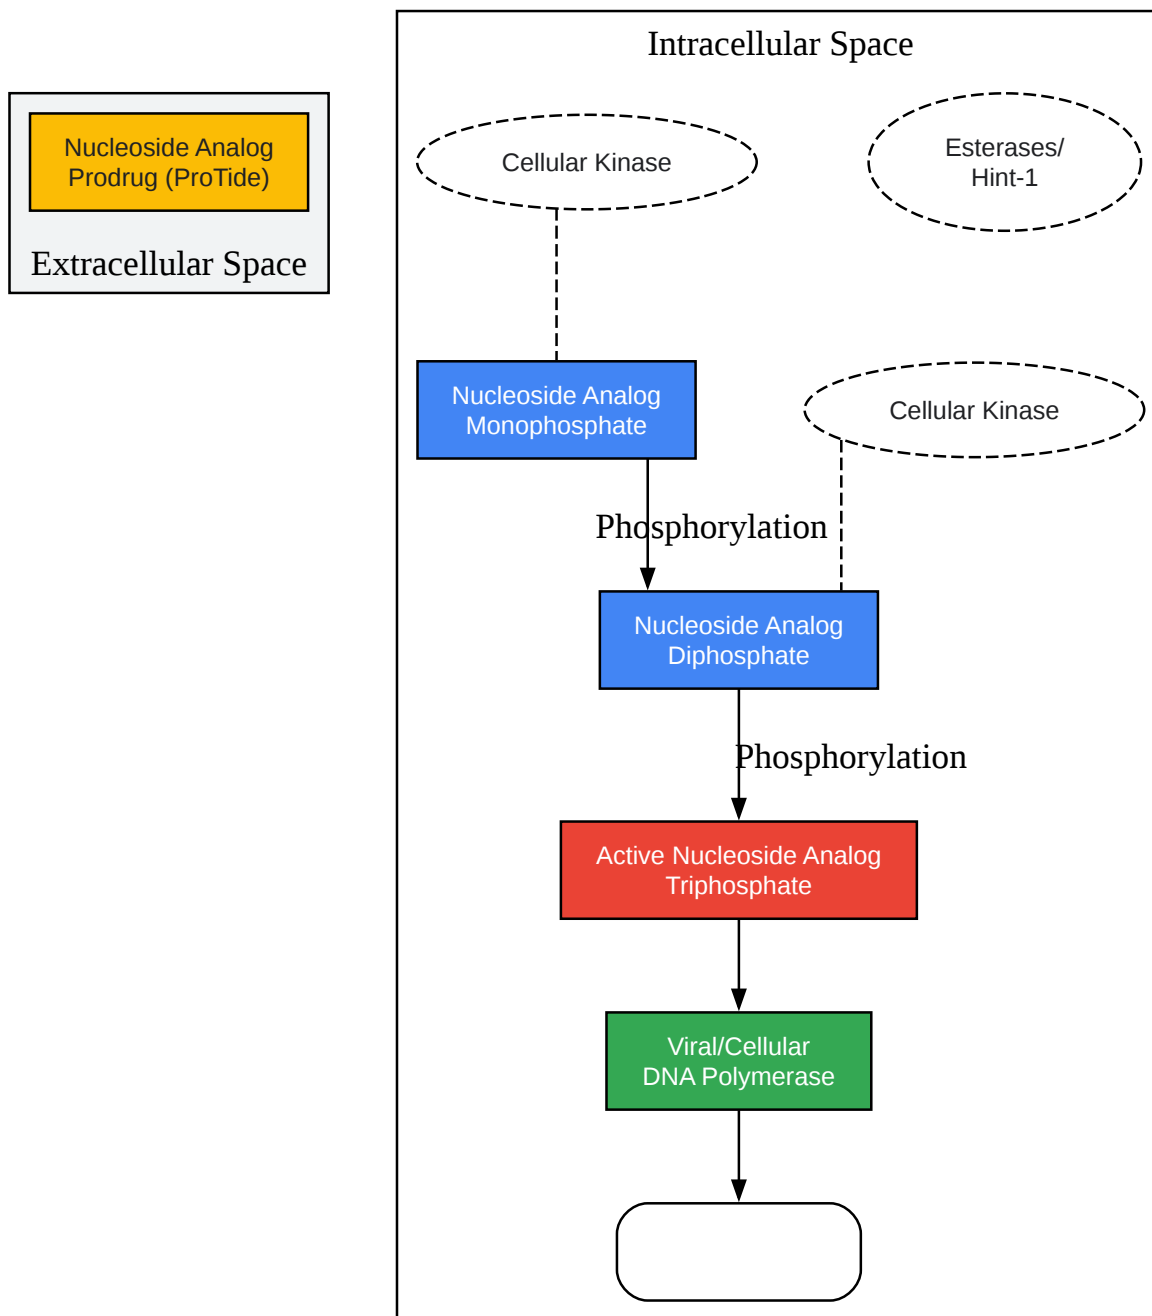 Intracellular Space
Nucleoside Analog
Prodrug (ProTide)
Extracellular Space
Cellular Kinase
Esterases/
Hint-1
Nucleoside Analog
Monophosphate
Cellular Kinase
Phosphorylation
Nucleoside Analog
Diphosphate
Phosphorylation
Active Nucleoside Analog
Triphosphate
Viral/Cellular
DNA Polymerase